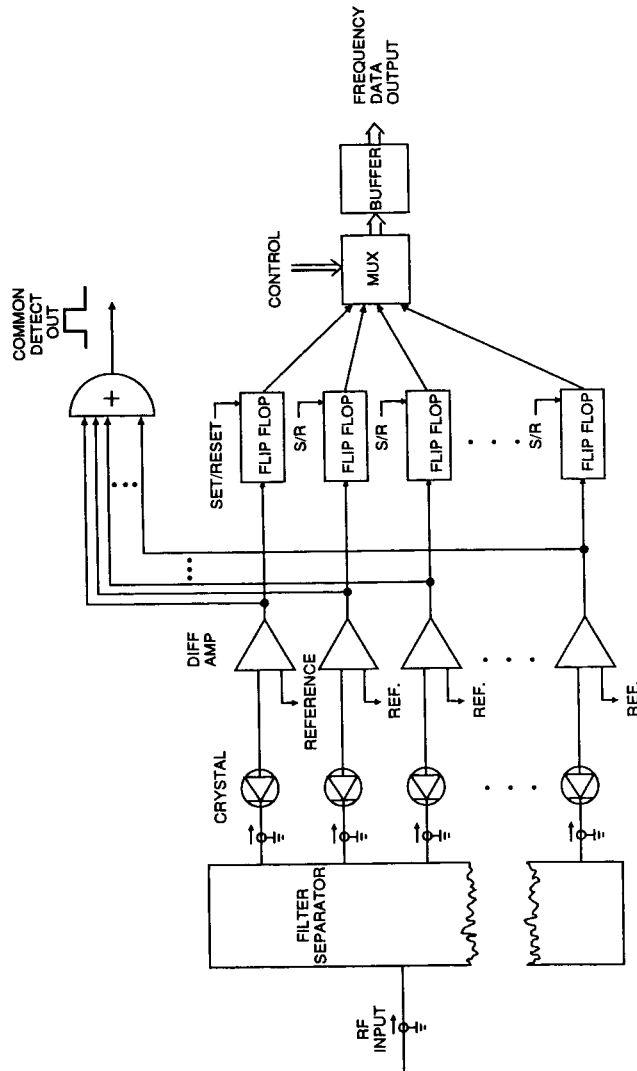 COMMON
DETECT
OUT
+
FREQUENCY
DATA
OUTPUT
BUFFER
CONTROL
MUX
SET/RESET
FLIP FLOP
S/R
FLIP FLOP
S/R
FLIP FLOP
S/R
FLIP FLOP
DIFF
AMP
REFERENCE
REF.
REF.
REF.
CRYSTAL
FILTER
SEPARATOR
RF
INPUT